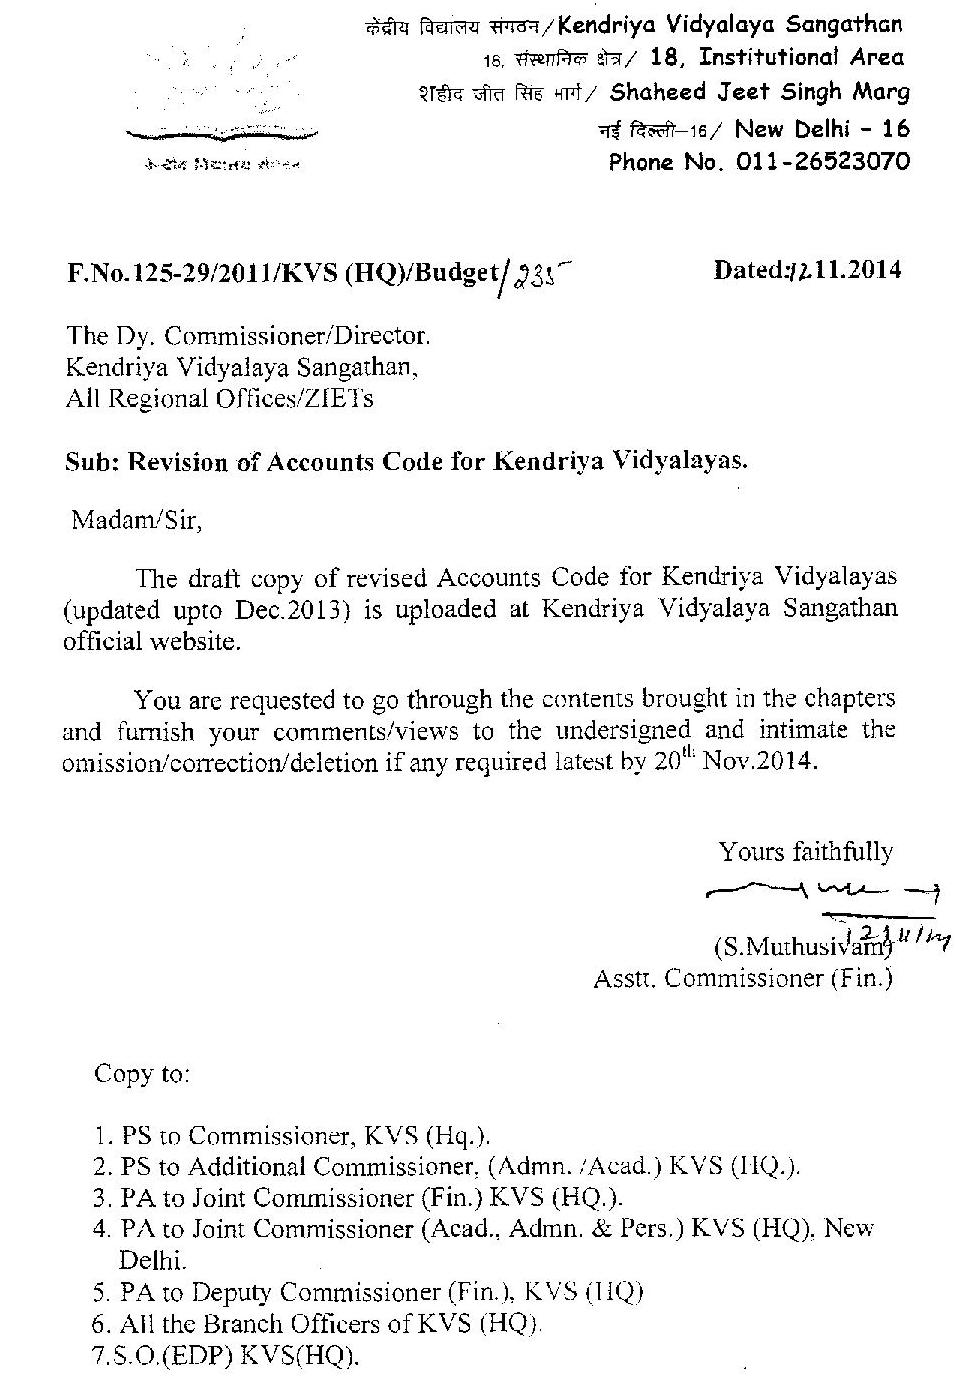 केंद्रीय विद्यालय संगठन/Kendriya Vidyalaya Sangathan
18, संस्थानिक क्षेत्र/ 18, Institutional Area
शहीद जीत सिंह मार्ग/ Shaheed Jeet Singh Marg
नई दिल्ली-16/ New Delhi - 16
Phone No. 011-26523070
F.No.125-29/2011/KVS (HQ)/Budget/235
Dated:12.11.2014
The Dy. Commissioner/Director.
Kendriya Vidyalaya Sangathan,
All Regional Offices/ZIETs
Sub: Revision of Accounts Code for Kendriya Vidyalayas.
Madam/Sir,
The draft copy of revised Accounts Code for Kendriya Vidyalayas
(updated upto Dec.2013) is uploaded at Kendriya Vidyalaya Sangathan
official website.
You are requested to go through the contents brought in the chapters
and furnish your comments/views to the undersigned and intimate the
omission/correction/deletion if any required latest by 20th Nov.2014.
Yours faithfully
12/11/14
(S.Muthusivam)
Asstt. Commissioner (Fin.)
Copy to:
1. PS to Commissioner, KVS (Hq.).
2. PS to Additional Commissioner, (Admn. /Acad.) KVS (HQ.).
3. PA to Joint Commissioner (Fin.) KVS (HQ.).
4. PA to Joint Commissioner (Acad., Admn. & Pers.) KVS (HQ), New
Delhi.
5. PA to Deputy Commissioner (Fin.), KVS (HQ)
6. All the Branch Officers of KVS (HQ).
7.S.O.(EDP) KVS(HQ).